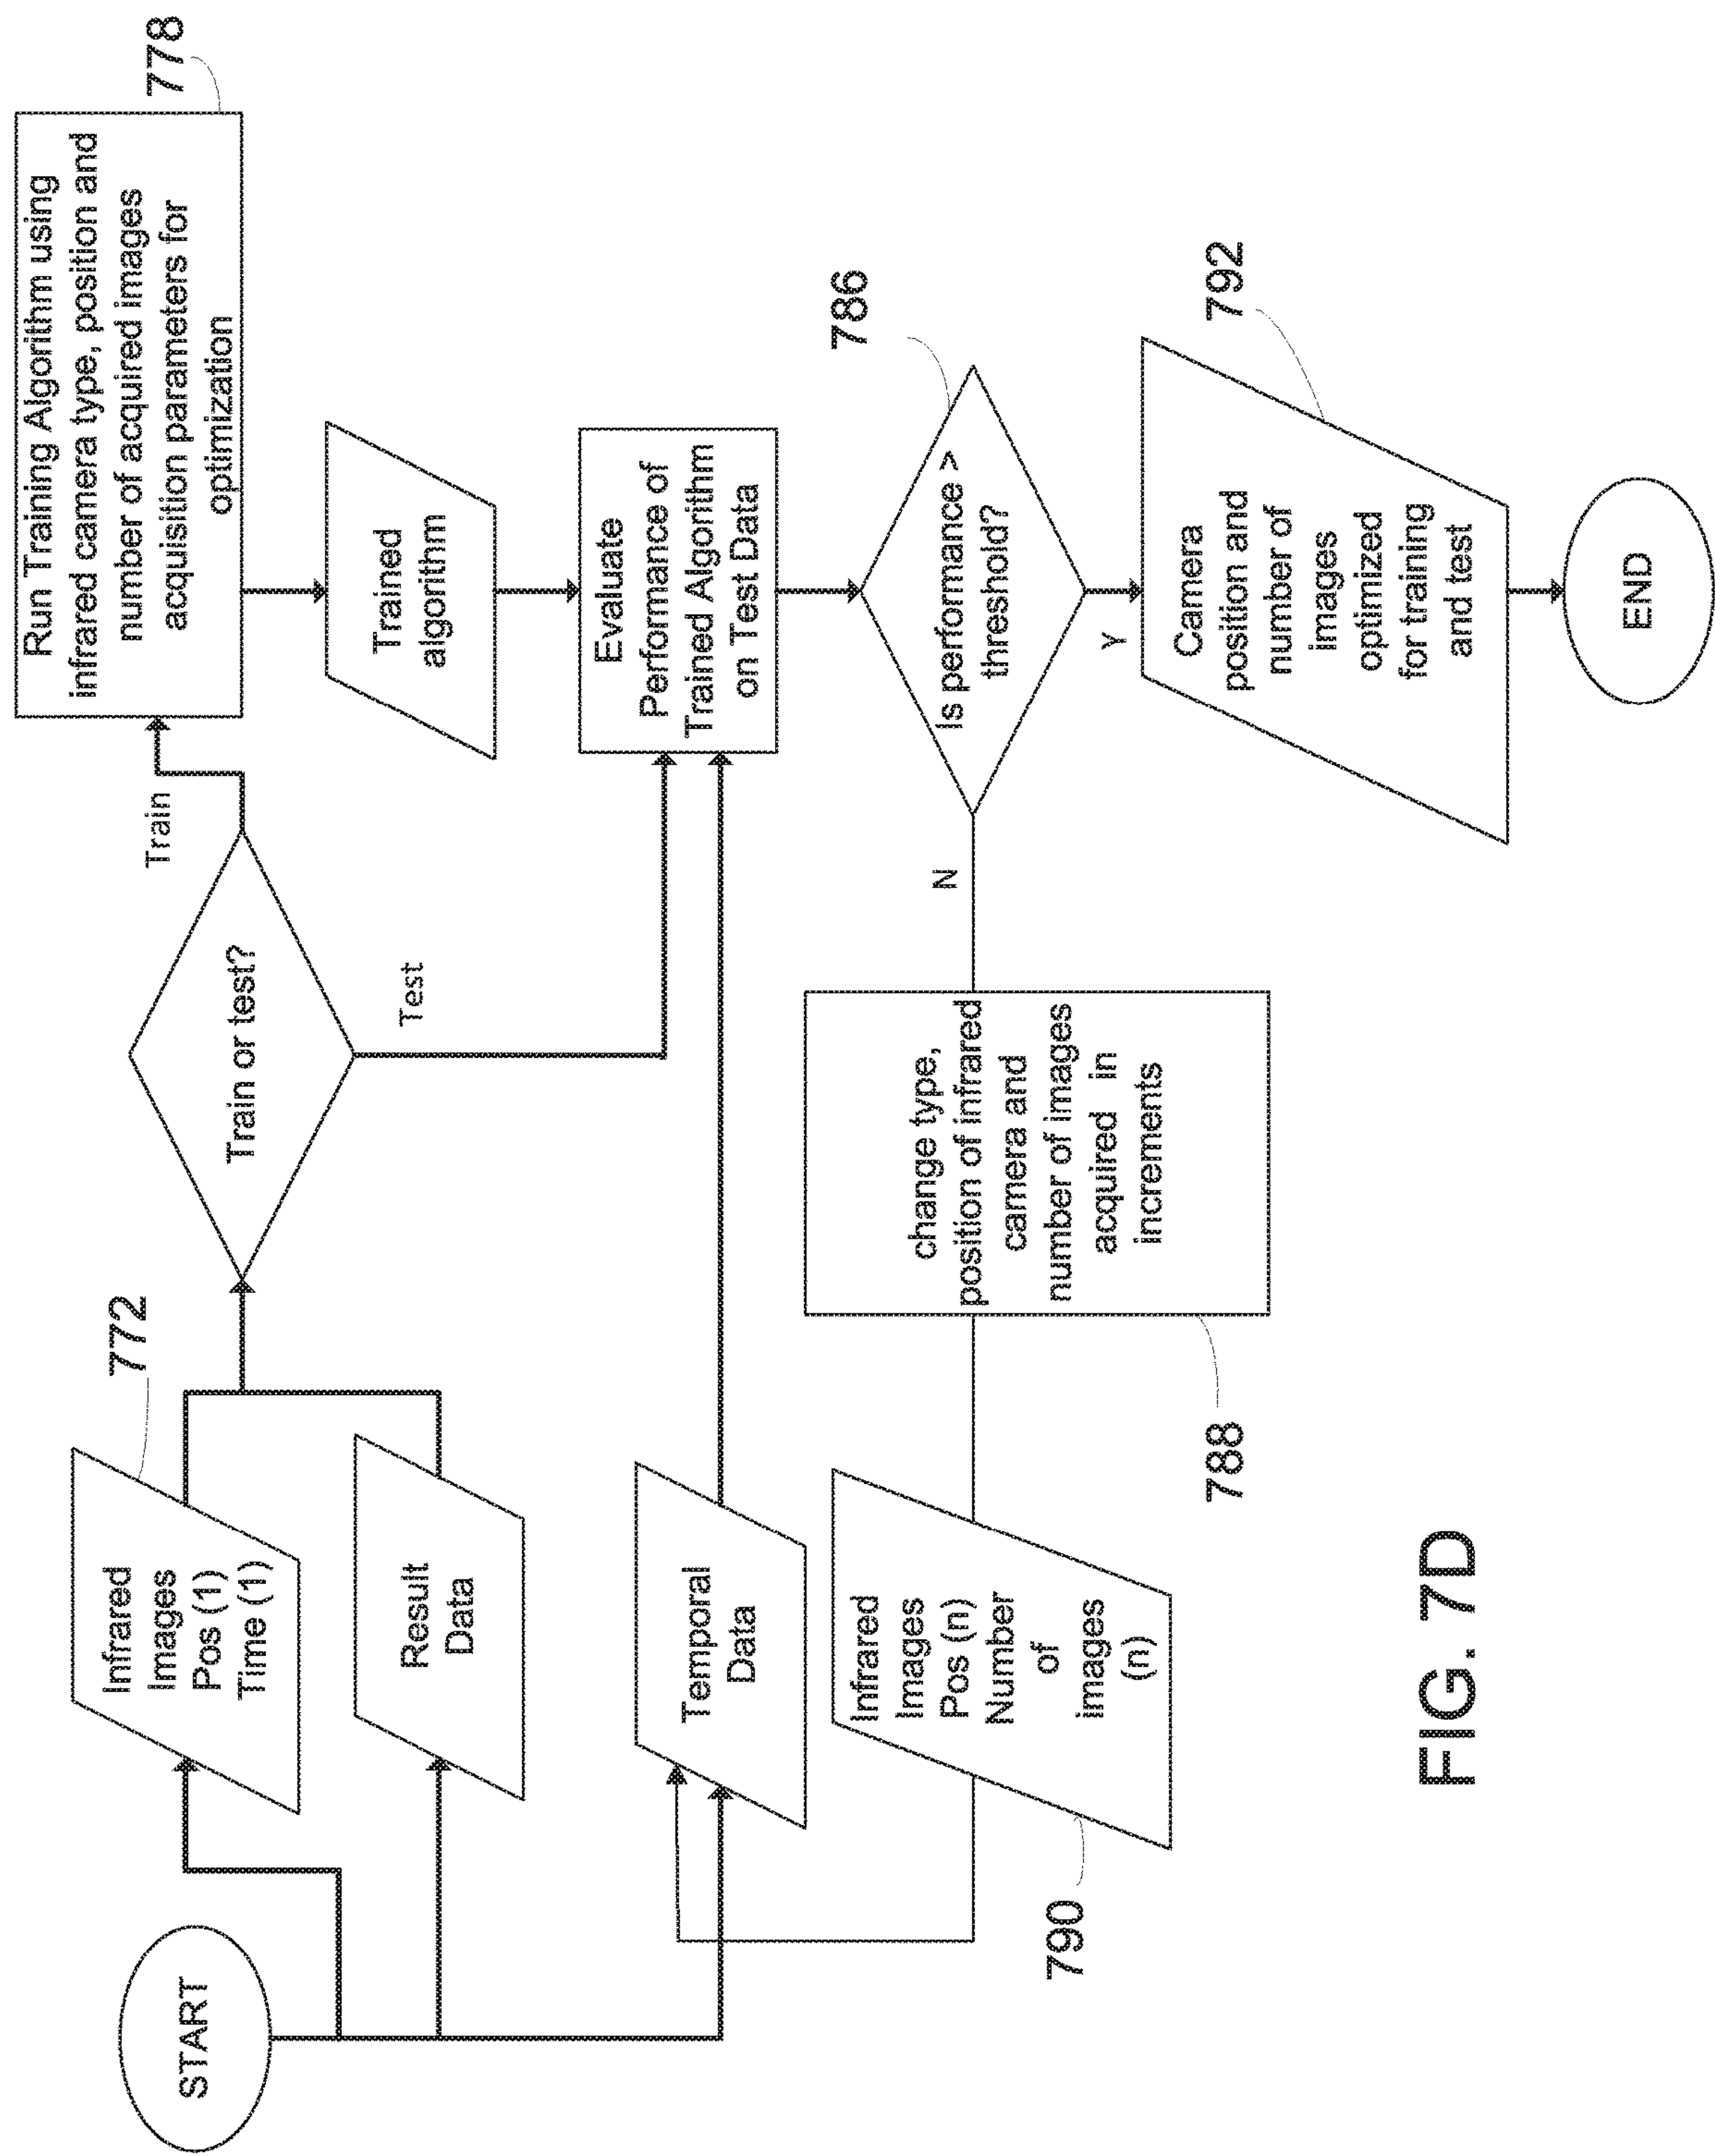 START
772
Infrared
Images
Pos (1)
Time (1)
Result
Data
Temporal
Data
790
Infrared
Images
Pos (n)
Number
of
images
(n)
Train or test?
Train
Test
778
Run Training Algorithm using
infrared camera type, position and
number of acquired images
acquisition parameters for
optimization
Trained
algorithm
Evaluate
Performance of
Trained Algorithm
on Test Data
786
Is performance >
threshold?
N
Y
change type,
position of infrared
camera and
number of images
acquired in
increments
788
792
Camera
position and
number of
images
optimized
for training
and test
END
FIG. 7D